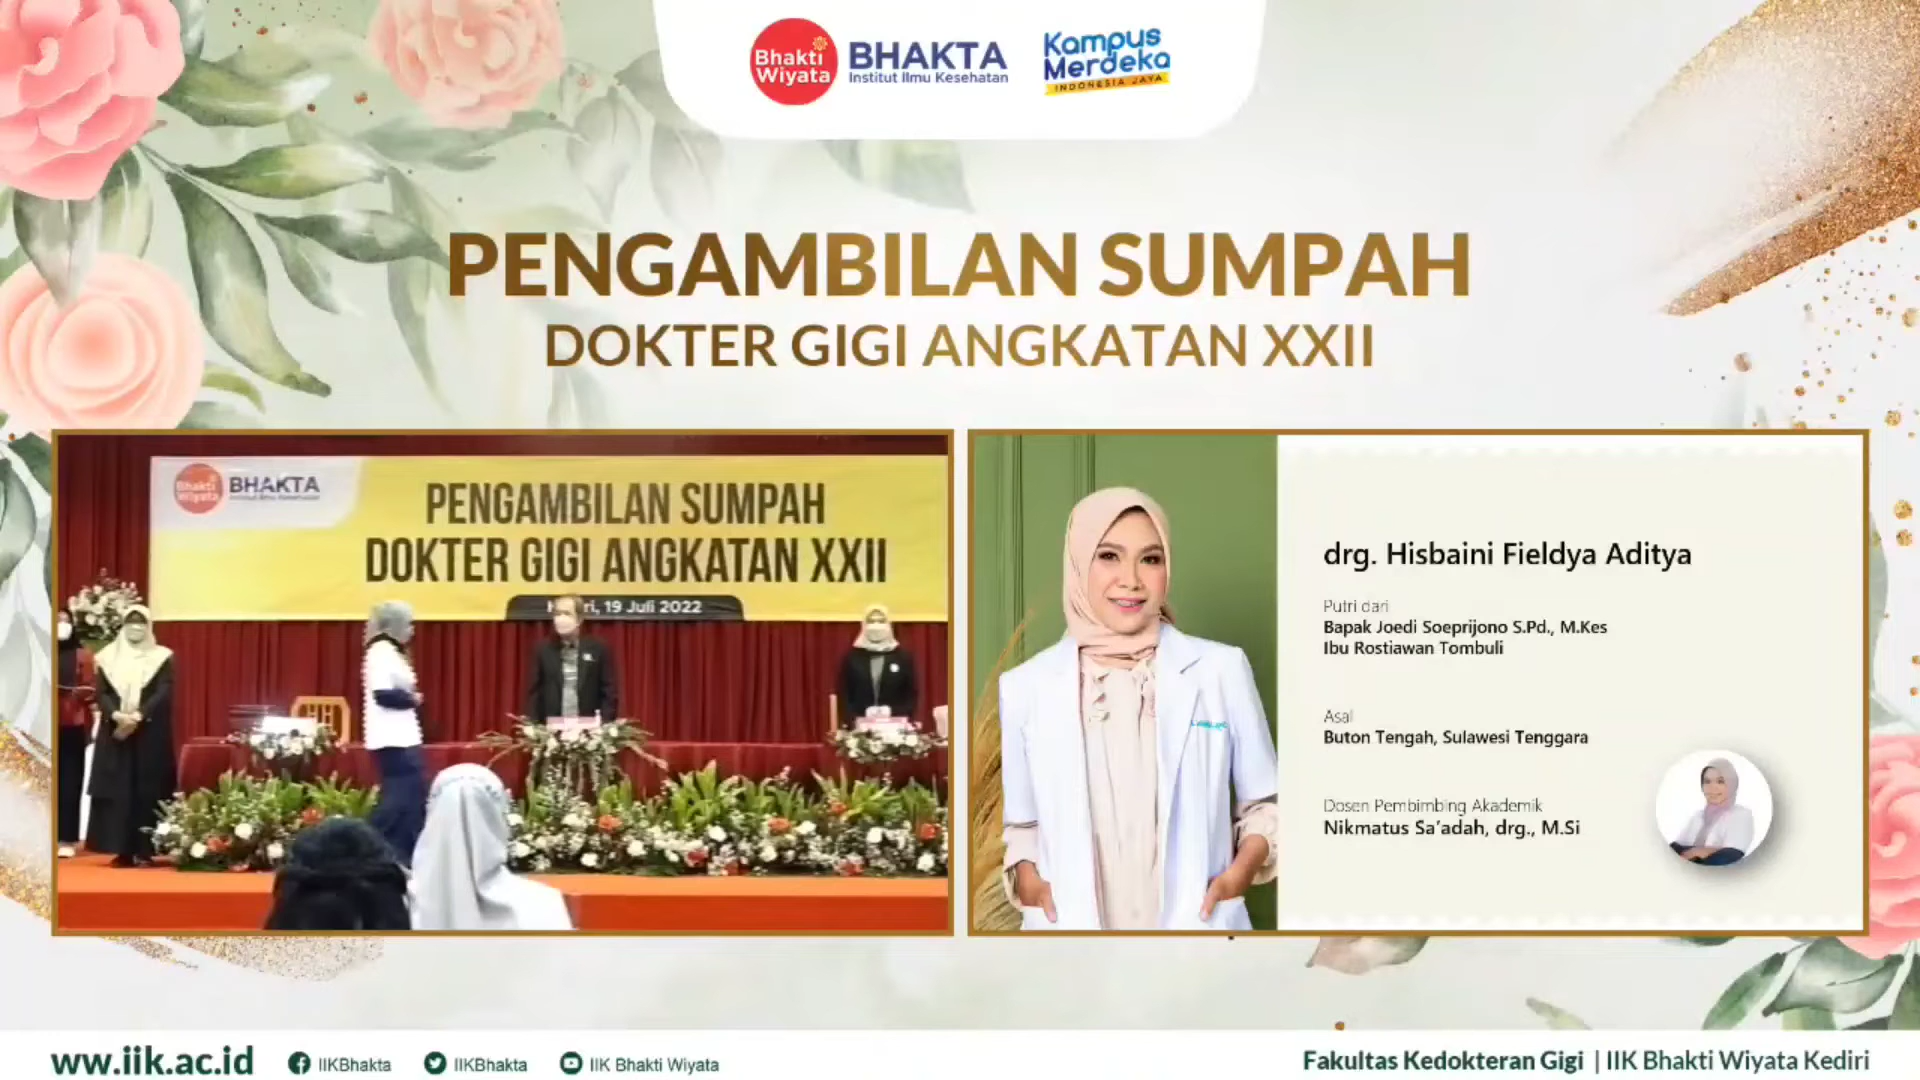 Bhakti
Wiyata
BHAKTA
Institut Ilmu Kesehatan
Kampus
Merdeka
INDONESIA JAYA
PENGAMBILAN SUMPAH
DOKTER GIGI ANGKATAN XXII
Bhakti
Wiyata
BHAKTA
PENGAMBILAN SUMPAH
DOKTER GIGI ANGKATAN XXII
19 Juli 2022
drg. Hisbaini Fieldya Aditya
Putri dari
Bapak Joedi Soeprijono S.Pd., M.Kes
Ibu Rostiawan Tombuli
Asal
Buton Tengah, Sulawesi Tenggara
Dosen Pembimbing Akademik
Nikmatus Sa'adah, drg., M.Si
ww.iik.ac.id
IIKBhakta
IIKBhakta
IIK Bhakti Wiyata
Fakultas Kedokteran Gigi | IIK Bhakti Wiyata Kediri